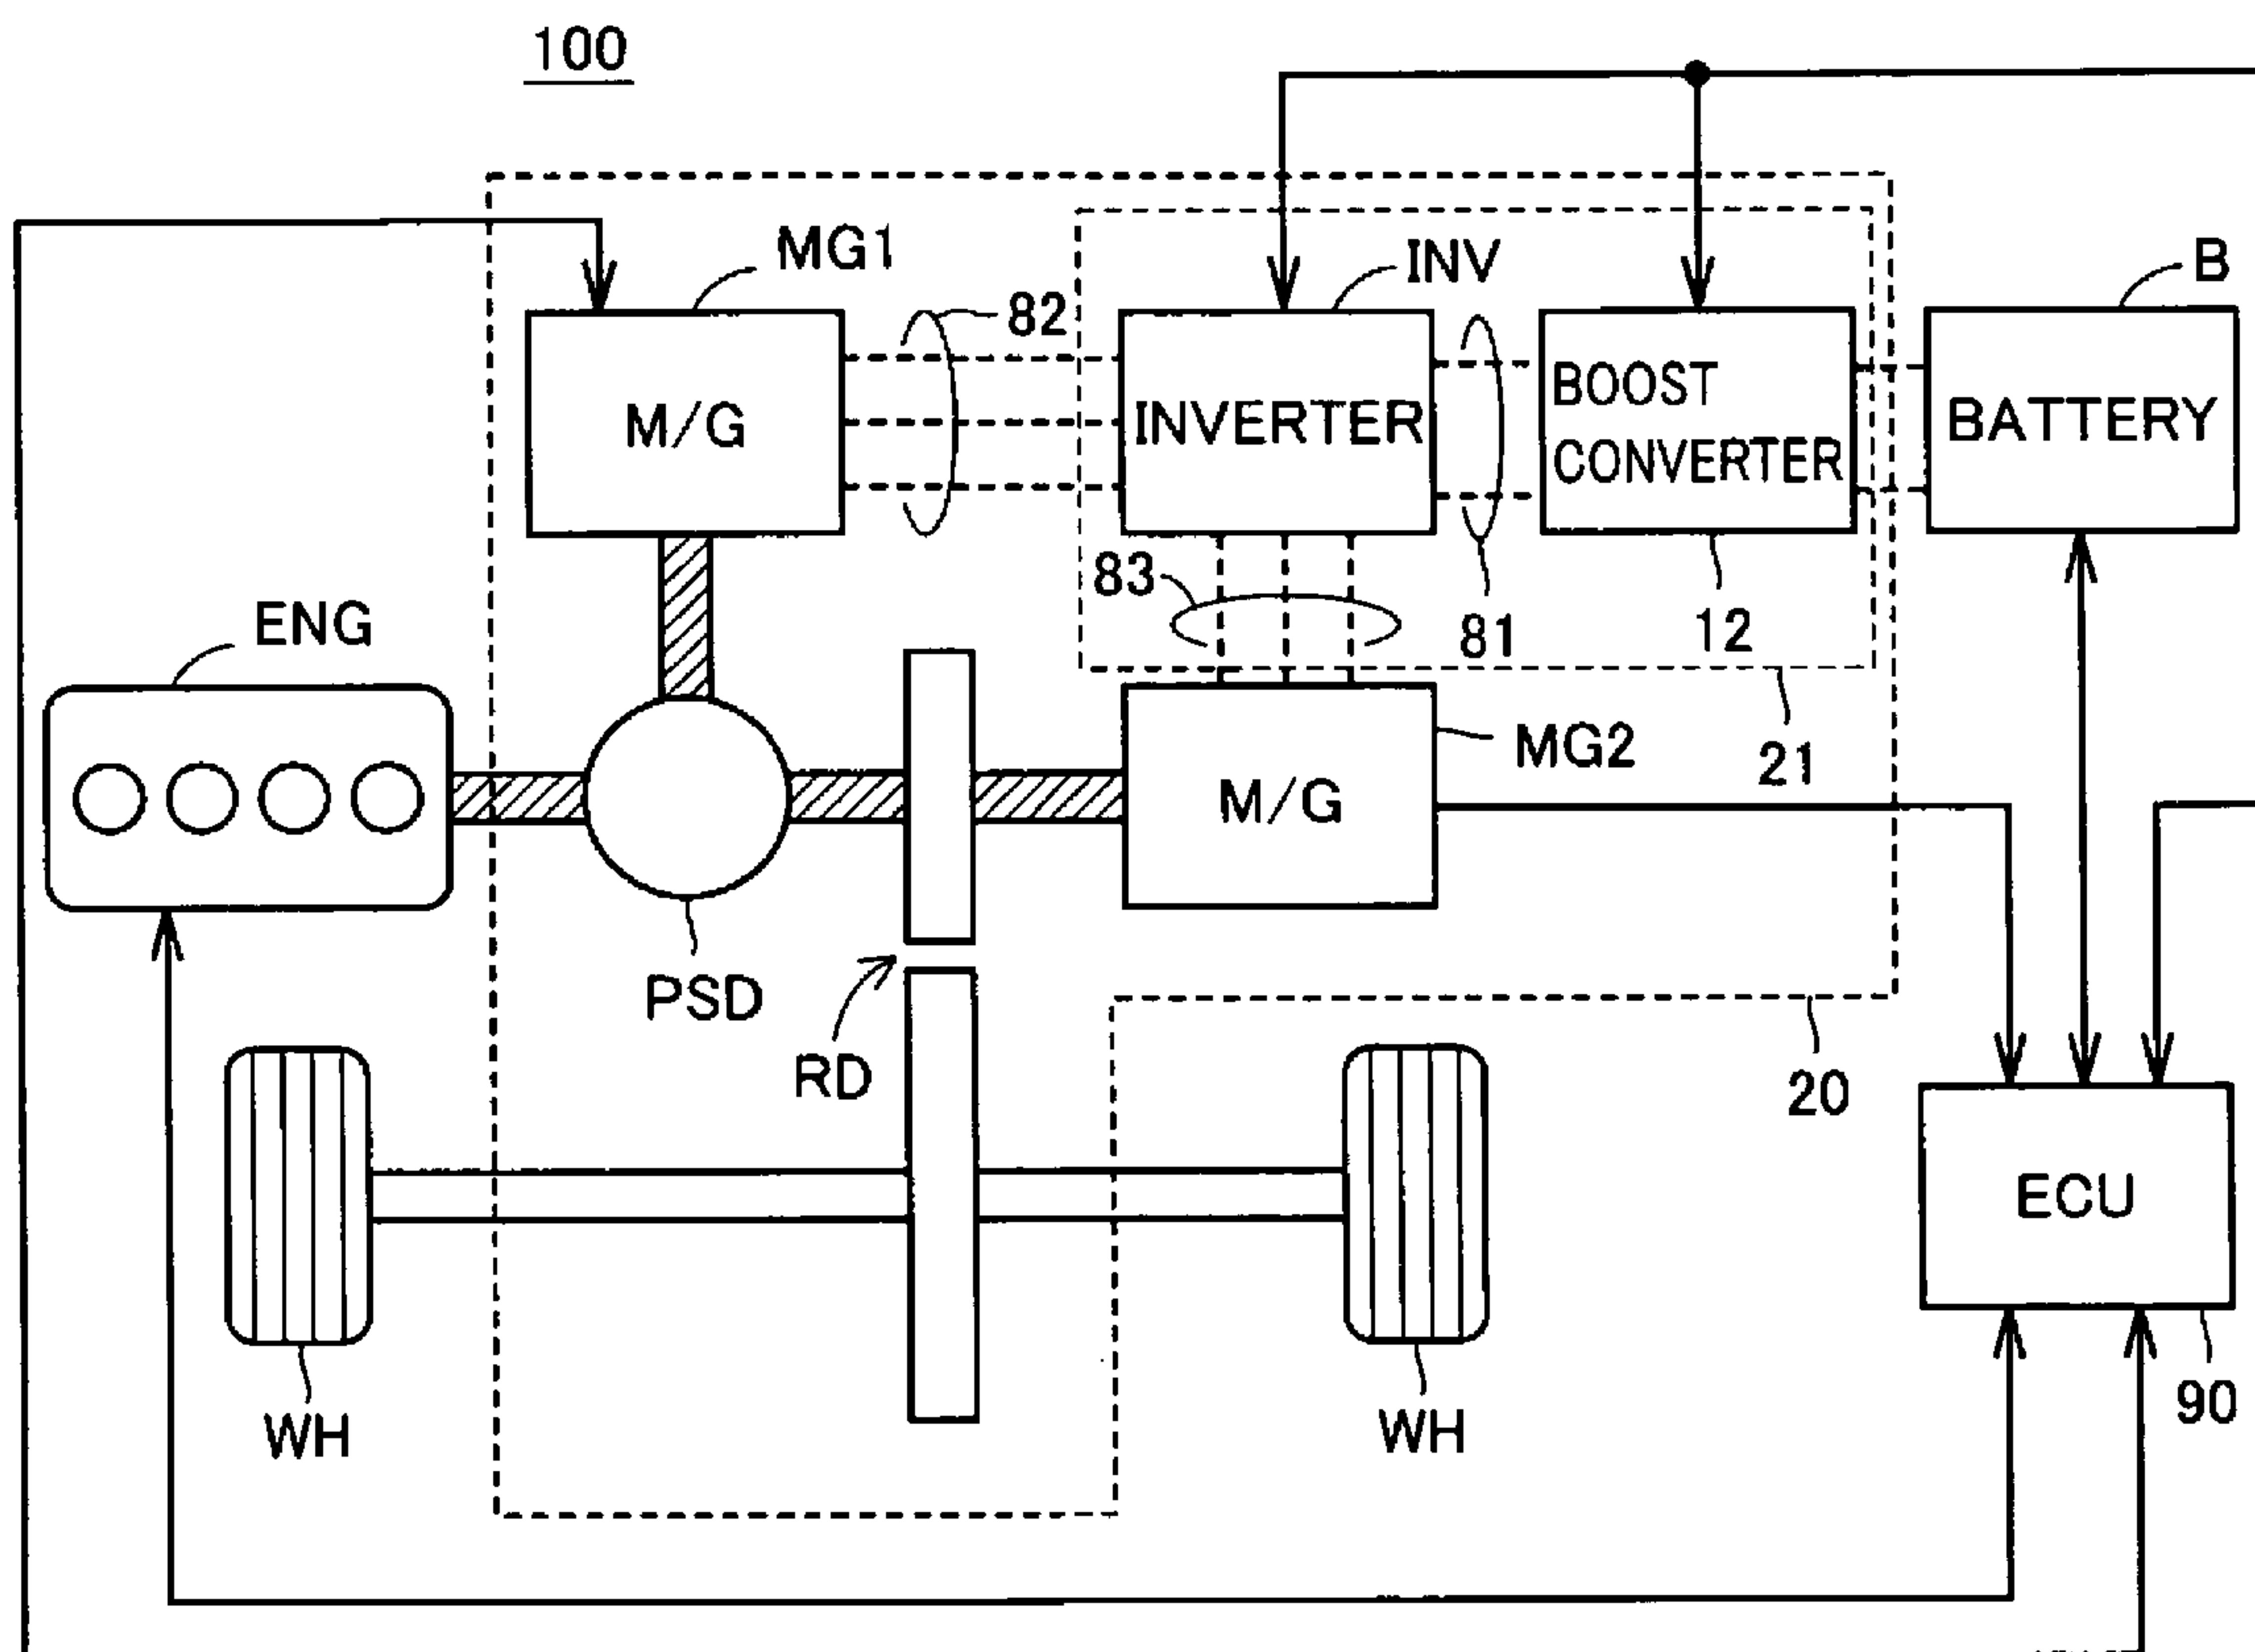 100
MG1
INV
B
82
M/G
INVERTER
BOOST
CONVERTER
BATTERY
83
81
12
ENG
MG2
21
M/G
PSD
RD
20
ECU
90
WH
WH